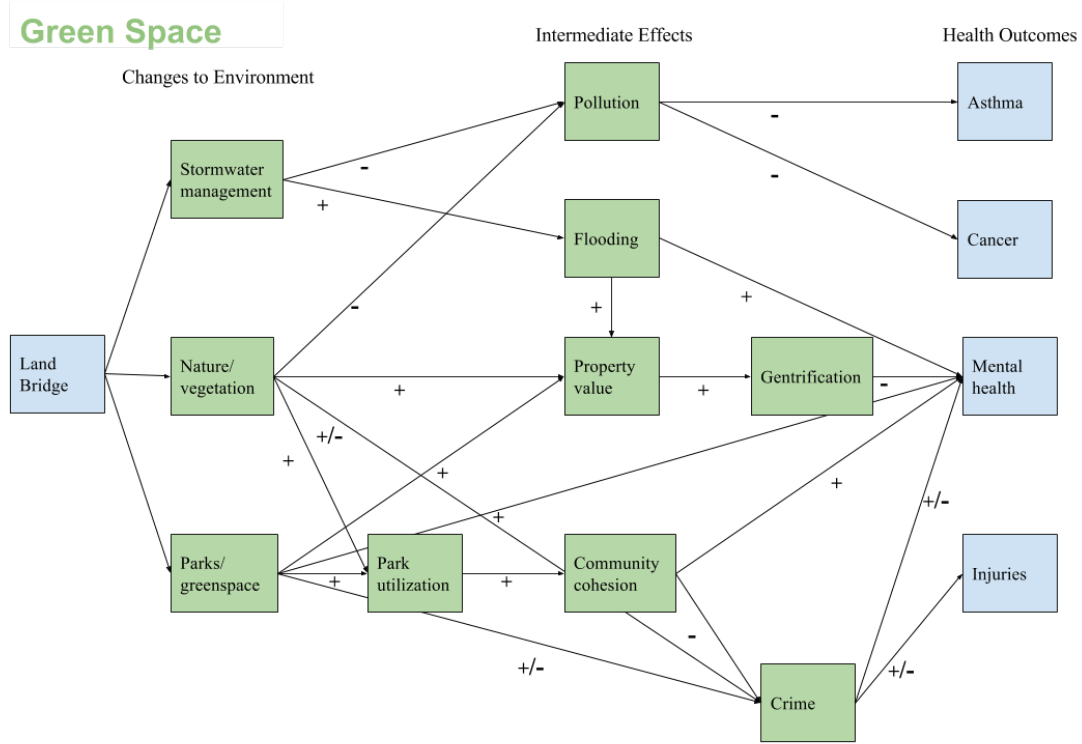 Green Space
Intermediate Effects
Health Outcomes
Changes to Environment
Pollution
Asthma
-
-
Stormwater
management
-
+
Flooding
Cancer
+
+
-
Land
Bridge
Nature/
vegetation
+
Property
value
+
Gentrification
-
Mental
health
+/-
+
+
+
+
+/-
Parks/
greenspace
+
Park
utilization
+
Community
cohesion
Injuries
-
+/-
+/-
Crime